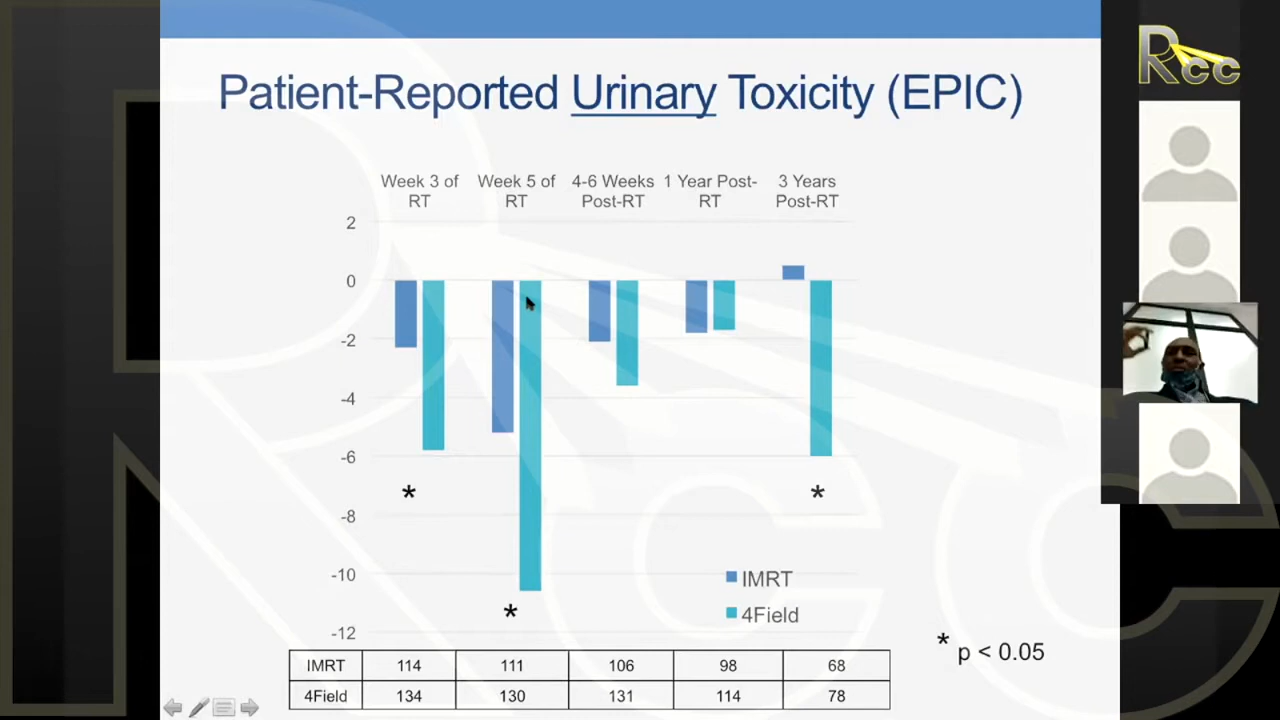 Patient-Reported Urinary Toxicity (EPIC)
Rcc
Week 3 of RT
Week 5 of RT
4-6 Weeks Post-RT
1 Year Post-RT
3 Years Post-RT
2
0
-2
-4
-6
-8
-10
-12
*
*
*
IMRT
4Field
* p < 0.05
IMRT 114 111 106 98 68
4Field 134 130 131 114 78